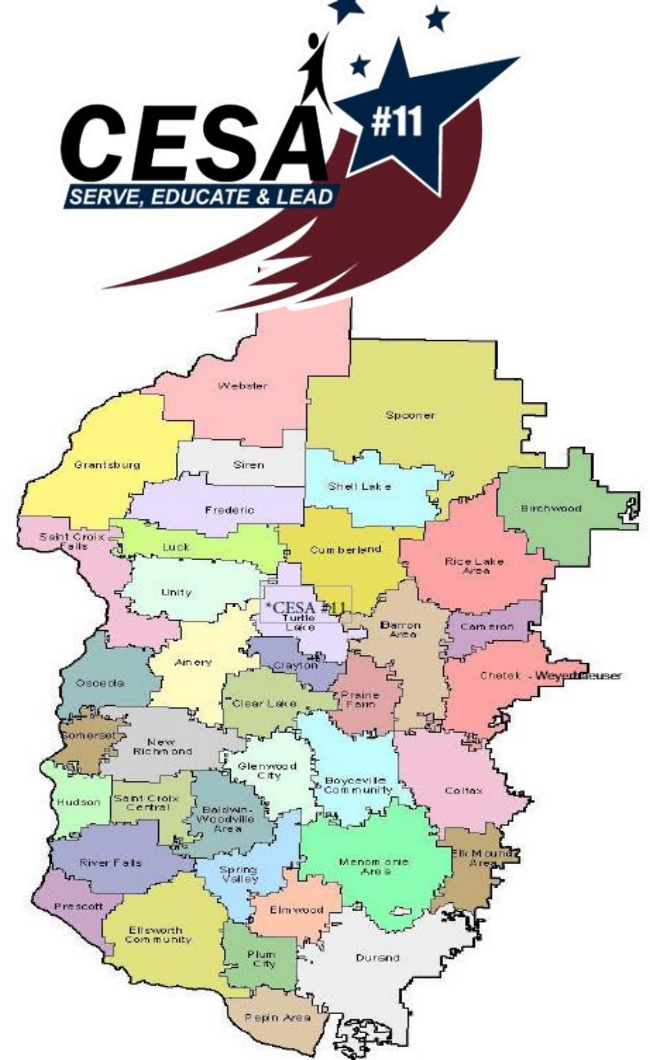 CESA
#11
SERVE, EDUCATE & LEAD
Webster
Spooner
Grantsburg
Siren
Shell Lake
Birchwood
Frederic
Saint Croix
Falls
Luck
Cumberland
Rice Lake
Area
Unity
*CESA #11
Turtle
Lake
Barron
Area
Cameron
Amery
Clayton
Chetek - Weyerhaeuser
Osceola
Clear Lake
Prairie
Farm
Somerset
New
Richmond
Glenwood
City
Boyceville
Community
Colfax
Hudson
Saint Croix
Central
Baldwin-
Woodville
Area
River Falls
Spring
Valley
Menomonie
Area
Elk Mound
Area
Prescott
Elmwood
Ellsworth
Community
Plum
City
Durand
Pepin Area